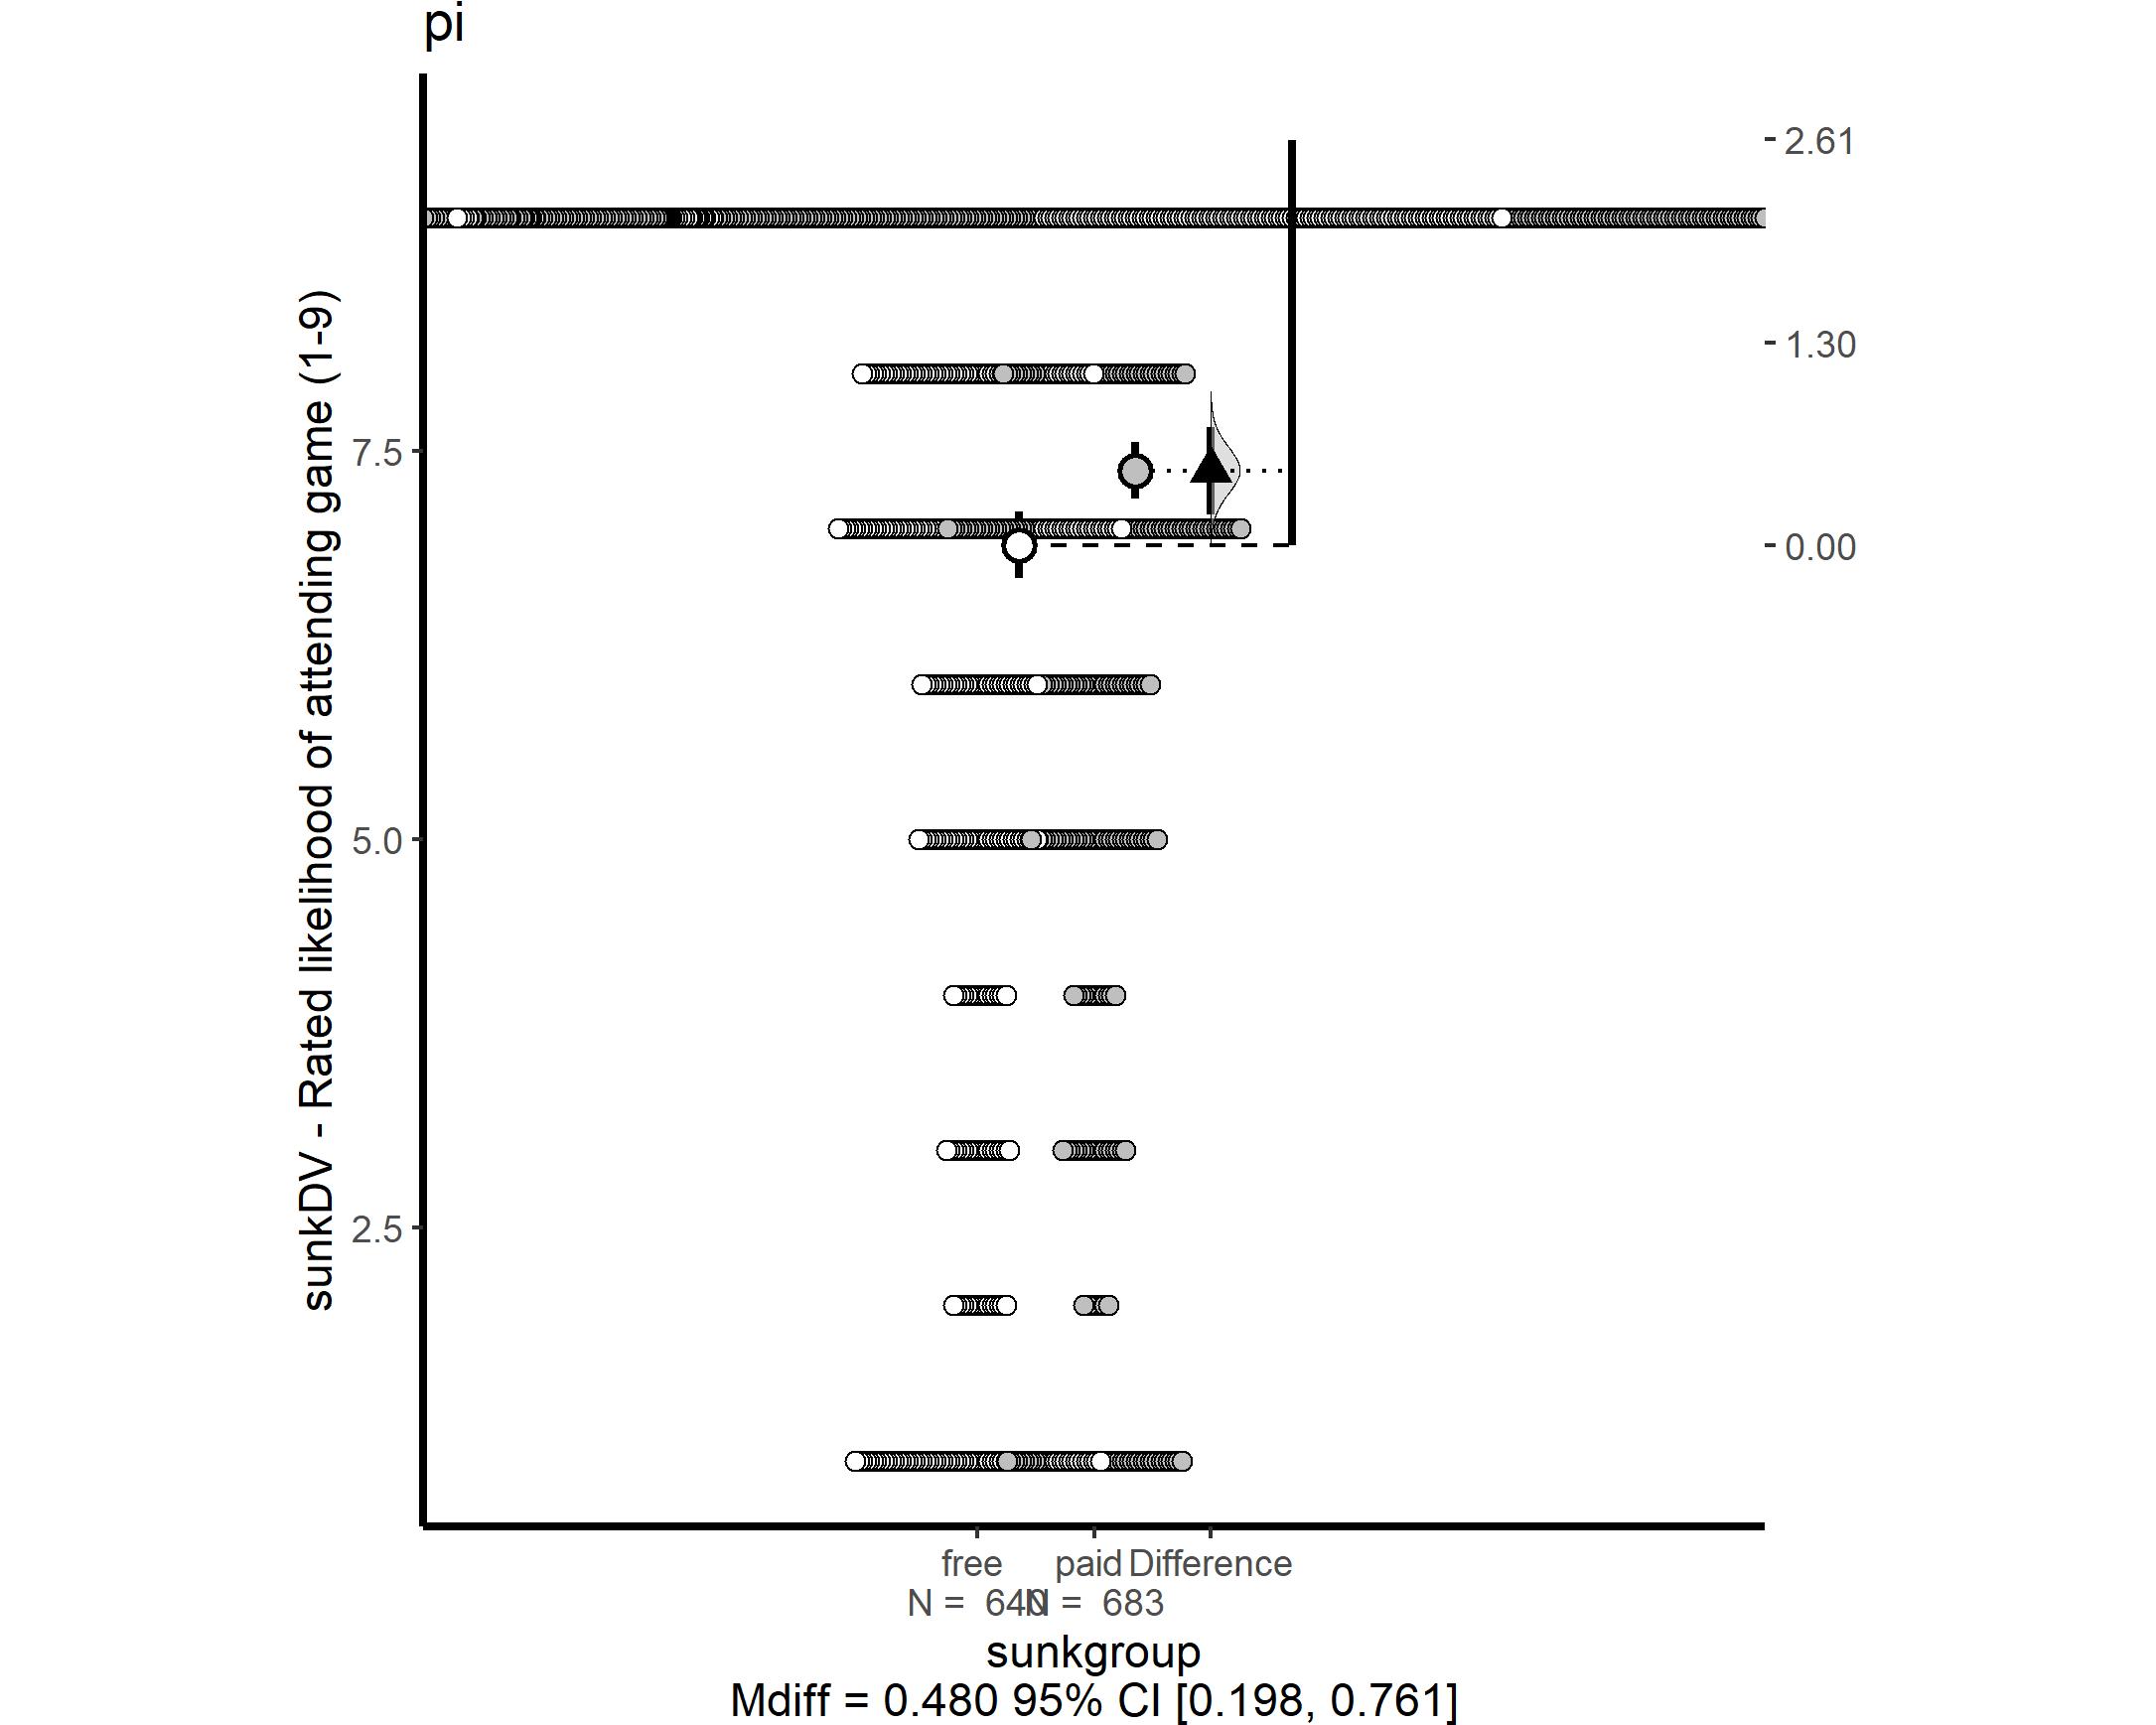 pi
sunkDV - Rated likelihood of attending game (1-9)
7.5
5.0
2.5
2.61
1.30
0.00
free paid Difference
N = 640 N = 683
sunkgroup
Mdiff = 0.480 95% CI [0.198, 0.761]